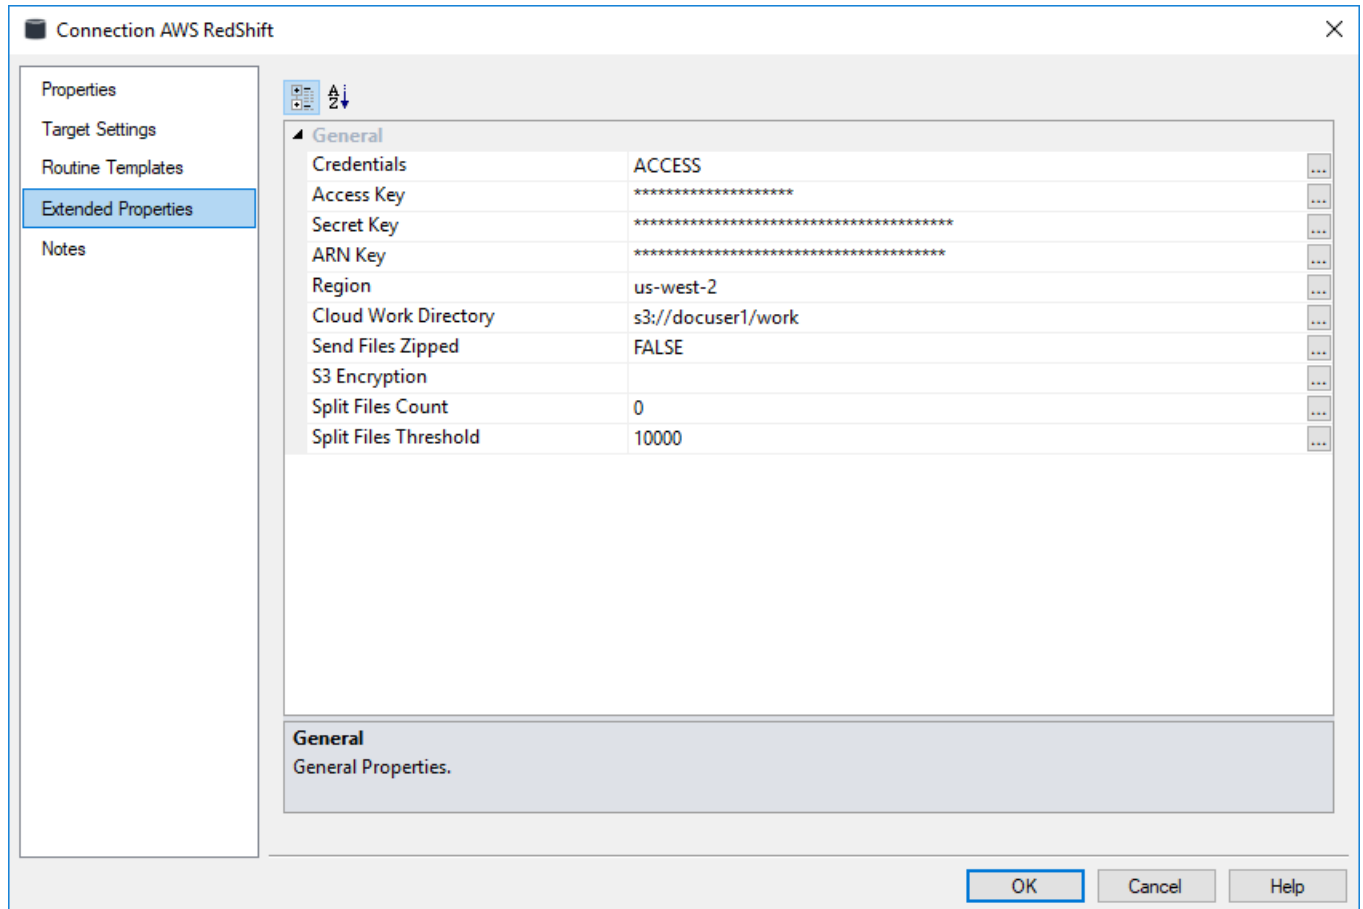 Connection AWS RedShift
Properties
Target Settings
Routine Templates
Extended Properties
Notes
General
Credentials ACCESS ...
Access Key ******************** ...
Secret Key **************************************** ...
ARN Key *************************************** ...
Region us-west-2 ...
Cloud Work Directory s3://docuser1/work ...
Send Files Zipped FALSE ...
S3 Encryption ...
Split Files Count 0 ...
Split Files Threshold 10000 ...
General
General Properties.
OK Cancel Help